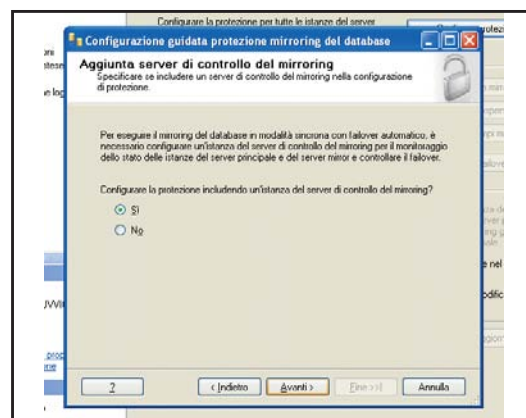 Configurare la protezione per tutte le istanze del server
Configurazione guidata protezione mirroring del database
Aggiunta server di controllo del mirroring
Specificare se includere un server di controllo del mirroring nella configurazione
di protezione.
Per eseguire il mirroring del database in modalità sincrona con failover automatico, è
necessario configurare un'istanza del server di controllo del mirroring per il monitoraggio
dello stato delle istanze del server principale e del server mirror e controllare il failover.
Configurare la protezione includendo un'istanza del server di controllo del mirroring?
Sì
No
?
< Indietro
Avanti >
Fine >>|
Annulla